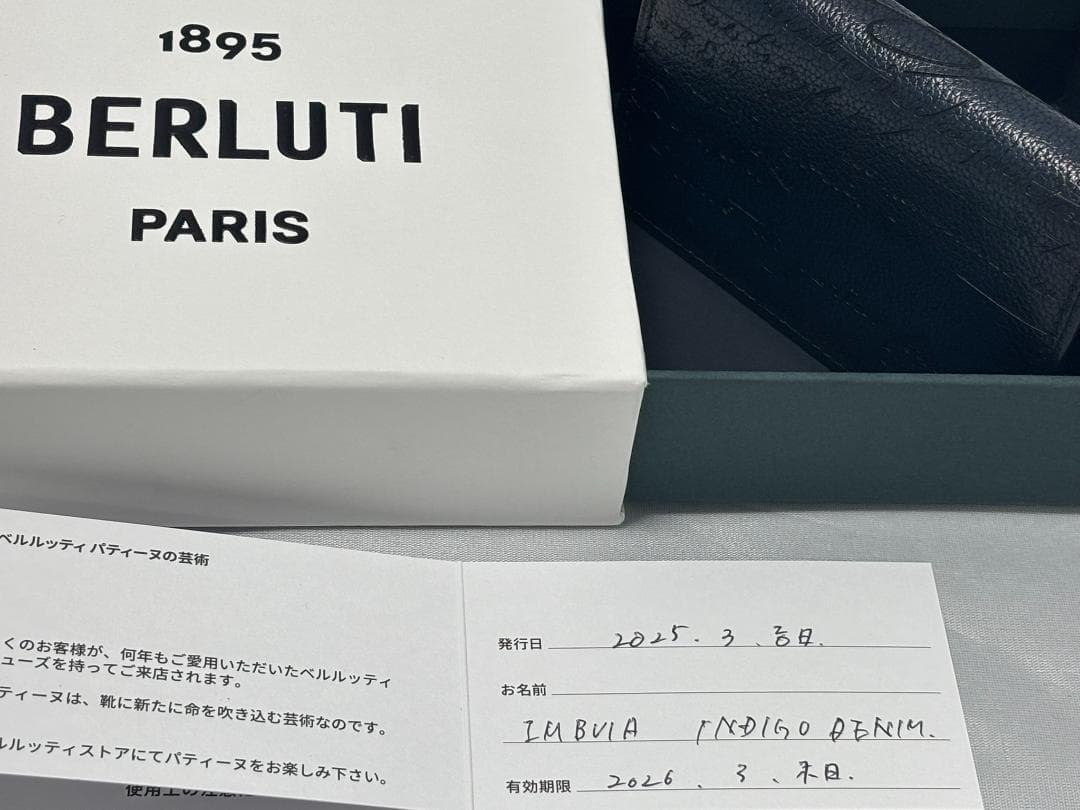 1895
BERLUTI
PARIS
ベルルッティ パティーヌの芸術
くのお客様が、何年もご愛用いただいたベルルッティ
ューズを持ってご来店されます。
ティーヌは、靴に新たに命を吹き込む芸術なのです。
ルルッティストアにてパティーヌをお楽しみ下さい。
発行日 2025. 3 、吉日.
お名前
IMBUIA INDIGO DENIM.
有効期限 2026 . 3 、末日.